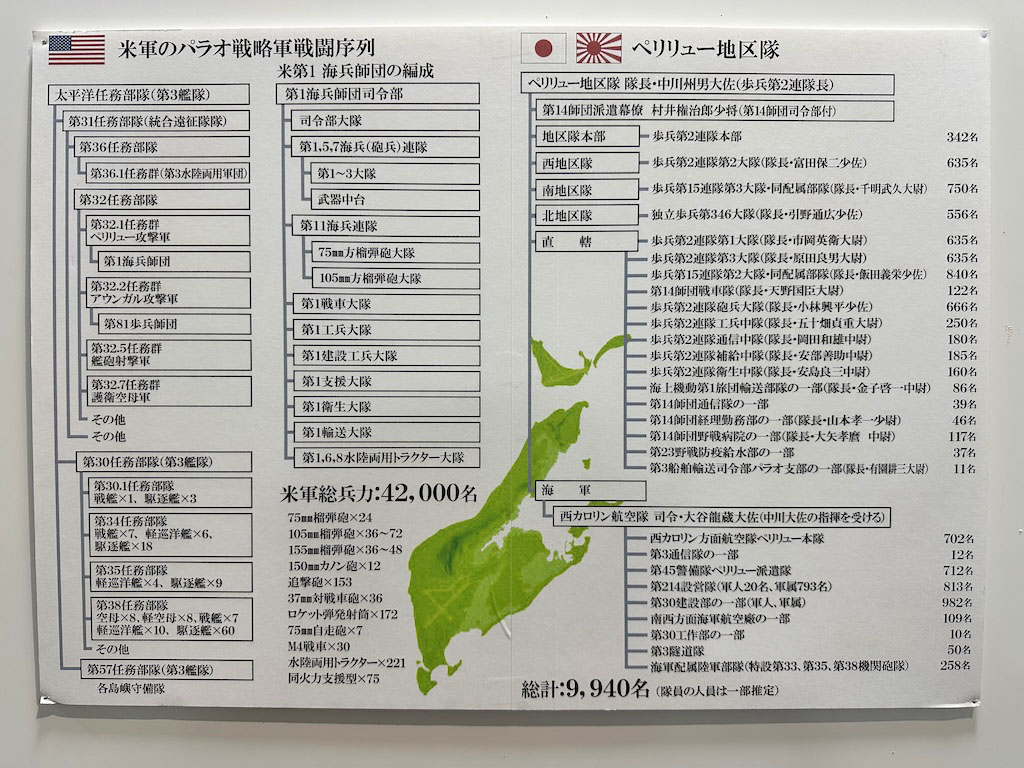 米軍のパラオ戦略軍戦闘序列
太平洋任務部隊(第3艦隊)
第31任務部隊(統合遠征隊隊)
第36任務部隊
第36.1任務群(第3水陸両用軍団)
第32任務部隊
第32.1任務群
ペリリュー攻撃軍
第1海兵師団
第32.2任務群
アウンガル攻撃軍
第81歩兵師団
第32.5任務群
艦砲射撃軍
第32.7任務群
護衛空母軍
その他
その他
第30任務部隊(第3艦隊)
第30.1任務部隊
戦艦×1、駆逐艦×3
第34任務部隊
戦艦×7、軽巡洋艦×6、
駆逐艦×18
第35任務部隊
軽巡洋艦×4、駆逐艦×9
第38任務部隊
空母×8、軽空母×8、戦艦×7
軽巡洋艦×10、駆逐艦×60
その他
第57任務部隊(第3艦隊)
各島嶼守備隊
米第1 海兵師団の編成
第1海兵師団司令部
司令部大隊
第1,5,7海兵(砲兵)連隊
第1~3大隊
武器中台
第11海兵連隊
75㎜方榴弾砲大隊
105㎜方榴弾砲大隊
第1戦車大隊
第1工兵大隊
第1建設工兵大隊
第1支援大隊
第1衛生大隊
第1輸送大隊
第1,6,8水陸両用トラクター大隊
米軍総兵力:42,000名
75㎜榴弾砲×24
105㎜榴弾砲×36~72
155㎜榴弾砲×36~48
150㎜カノン砲×12
追撃砲×153
37㎜対戦車砲×36
ロケット弾発射筒×172
75㎜自走砲×7
M4戦車×30
水陸両用トラクター×221
同火力支援型×75
ペリリュー地区隊
ペリリュー地区隊 隊長・中川州男大佐(歩兵第2連隊長)
第14師団派遣幕僚 村井権治郎少将(第14師団司令部付)
地区隊本部 歩兵第2連隊本部 342名
西地区隊 歩兵第2連隊第2大隊(隊長・富田保二少佐) 635名
南地区隊 歩兵第15連隊第3大隊・同配属部隊(隊長・千明武久大尉) 750名
北地区隊 独立歩兵第346大隊(隊長・引野通広少佐) 556名
直 轄 歩兵第2連隊第1大隊(隊長・市岡英衛大尉) 635名
歩兵第2連隊第3大隊(隊長・原田良男大尉) 635名
歩兵第15連隊第2大隊・同配属部隊(隊長・飯田義栄少佐) 840名
第14師団戦車隊(隊長・天野国臣大尉) 122名
歩兵第2連隊砲兵大隊(隊長・小林興平少佐) 666名
歩兵第2連隊工兵中隊(隊長・五十畑貞重大尉) 250名
歩兵第2連隊通信中隊(隊長・岡田和雄中尉) 180名
歩兵第2連隊補給中隊(隊長・安部善助中尉) 185名
歩兵第2連隊衛生中隊(隊長・安島良三中尉) 160名
海上機動第1旅団輸送部隊の一部(隊長・金子啓一中尉) 86名
第14師団通信隊の一部 39名
第14師団経理勤務部の一部(隊長・山本孝一少尉) 46名
第14師団野戦病院の一部(隊長・大矢孝麿 中尉) 117名
第23野戦防疫給水部の一部 37名
第3船舶輸送司令部パラオ支部の一部(隊長・有園耕三大尉) 11名
海 軍
西カロリン航空隊 司令・大谷龍蔵大佐(中川大佐の指揮を受ける)
西カロリン方面航空隊ペリリュー本隊 702名
第3通信隊の一部 12名
第45警備隊ペリリュー派遣隊 712名
第214設営隊(軍人20名、軍属793名) 813名
第30建設部の一部(軍人、軍属) 982名
南西方面海軍航空廠の一部 109名
第30工作部の一部 10名
第3隧道隊 50名
海軍配属陸軍部隊(特設第33、第35、第38機関砲隊) 258名
総計:9,940名(隊員の人員は一部推定)